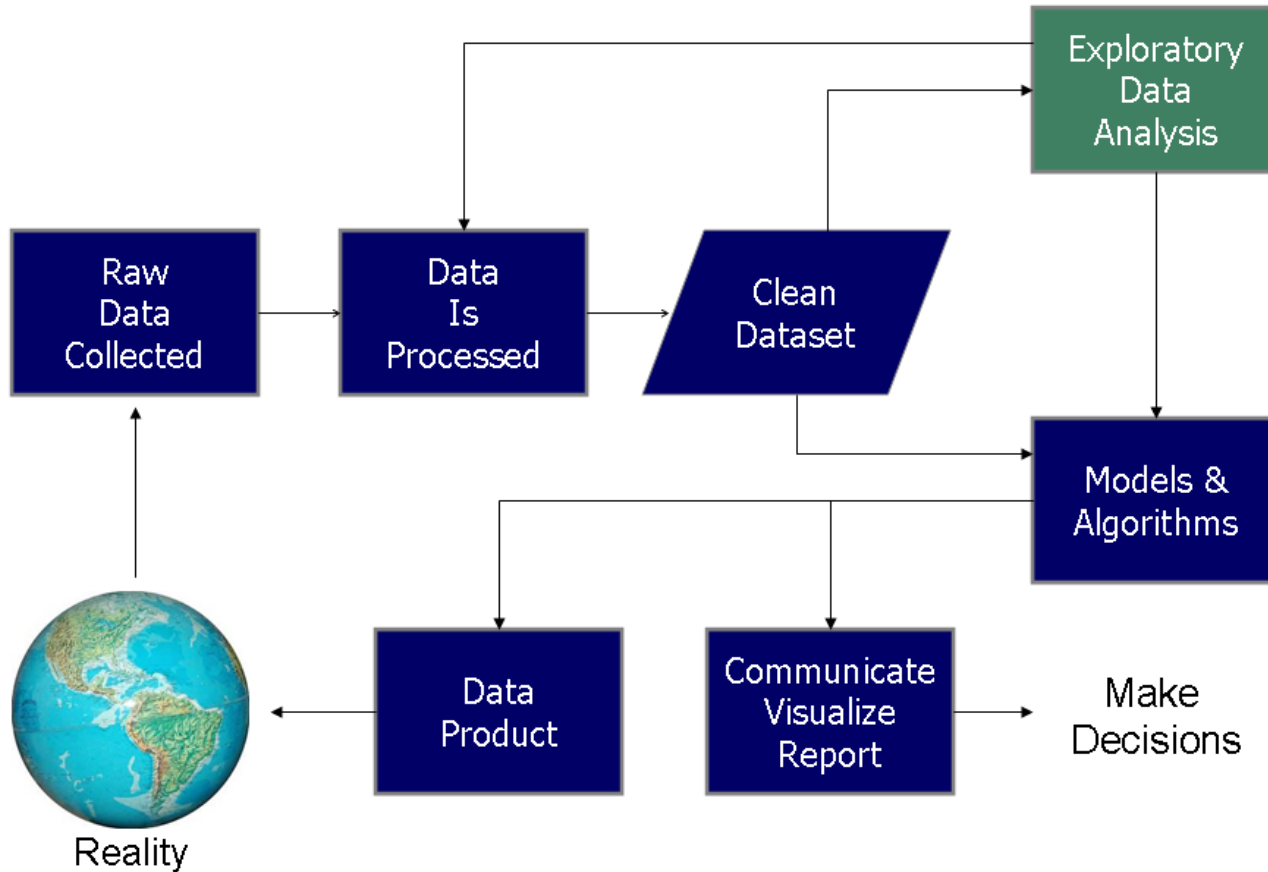 Exploratory
Data
Analysis
Raw
Data
Collected
Data
Is
Processed
Clean
Dataset
Models &
Algorithms
Data
Product
Communicate
Visualize
Report
Make
Decisions
Reality